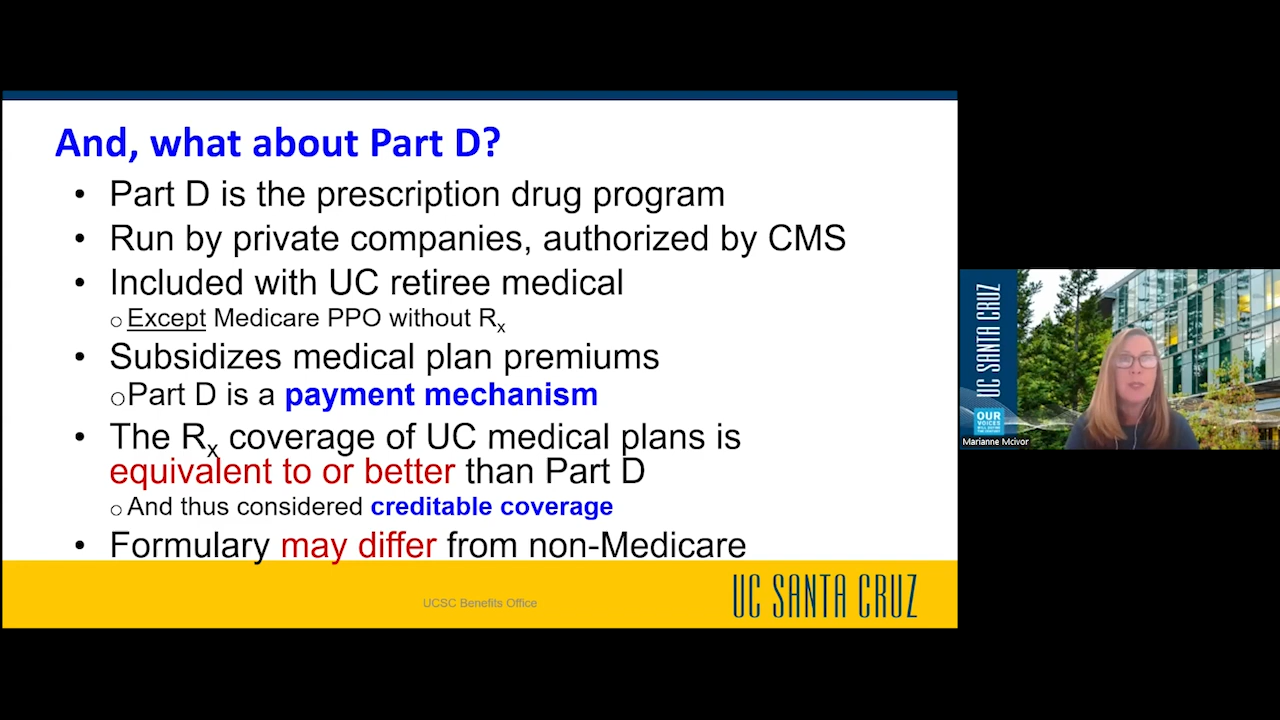 And, what about Part D?
• Part D is the prescription drug program
• Run by private companies, authorized by CMS
• Included with UC retiree medical
○ Except Medicare PPO without Rx
• Subsidizes medical plan premiums
○Part D is a payment mechanism
• The Rx coverage of UC medical plans is
equivalent to or better than Part D
○ And thus considered creditable coverage
• Formulary may differ from non-Medicare
UCSC Benefits Office
UC SANTA CRUZ
UC SANTA CRUZ
OUR
VOICES
Marianne Mcivor